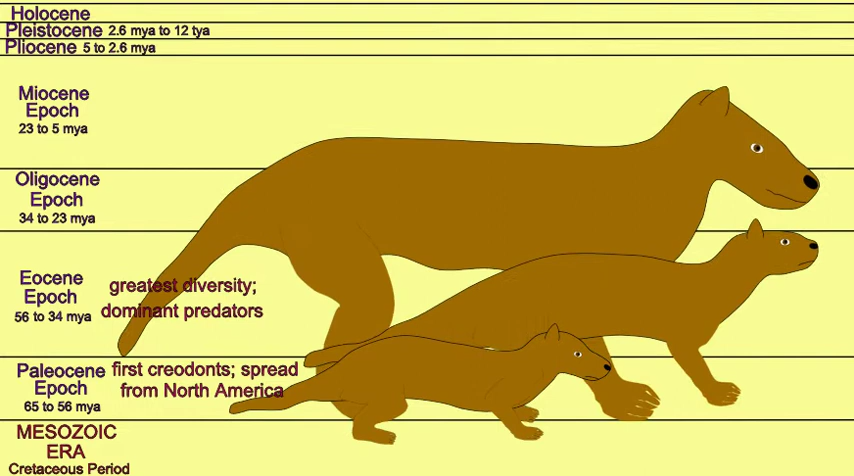 Holocene
Pleistocene 2.6 mya to 12 tya
Pliocene 5 to 2.6 mya
Miocene
Epoch
23 to 5 mya
Oligocene
Epoch
34 to 23 mya
Eocene
Epoch
56 to 34 mya
greatest diversity;
dominant predators
Paleocene
Epoch
65 to 56 mya
first creodonts; spread
from North America
MESOZOIC
ERA
Cretaceous Period